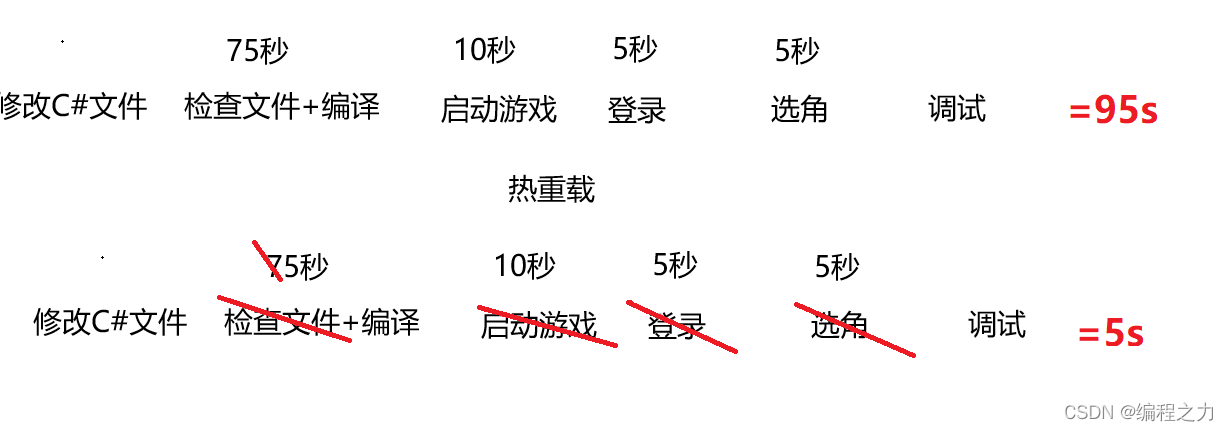 75秒 10秒 5秒 5秒
修改C#文件 检查文件+编译 启动游戏 登录 选角 调试 =95s
热重载
75秒 10秒 5秒 5秒
修改C#文件 检查文件+编译 启动游戏 登录 选角 调试 =5s
CSDN @编程之力